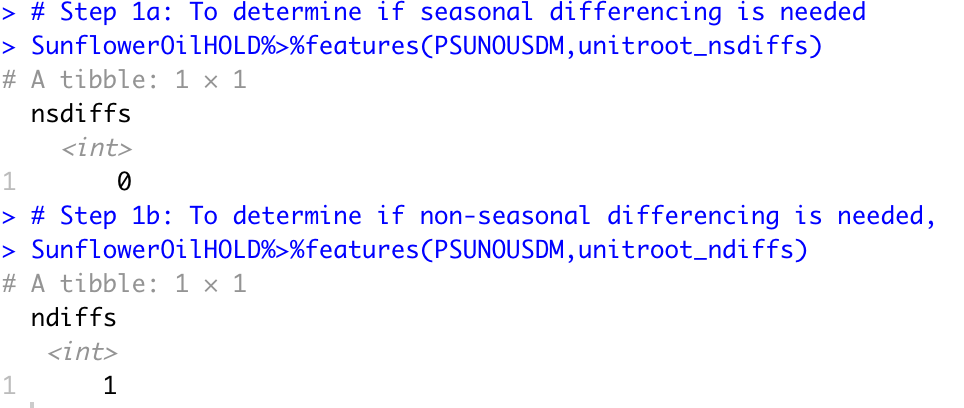 > # Step 1a: To determine if seasonal differencing is needed
> SunflowerOilHOLD%>%features(PSUNOUSDM,unitroot_nsdiffs)
# A tibble: 1 × 1
  nsdiffs
    <int>
1       0
> # Step 1b: To determine if non-seasonal differencing is needed,
> SunflowerOilHOLD%>%features(PSUNOUSDM,unitroot_ndiffs)
# A tibble: 1 × 1
  ndiffs
   <int>
1      1